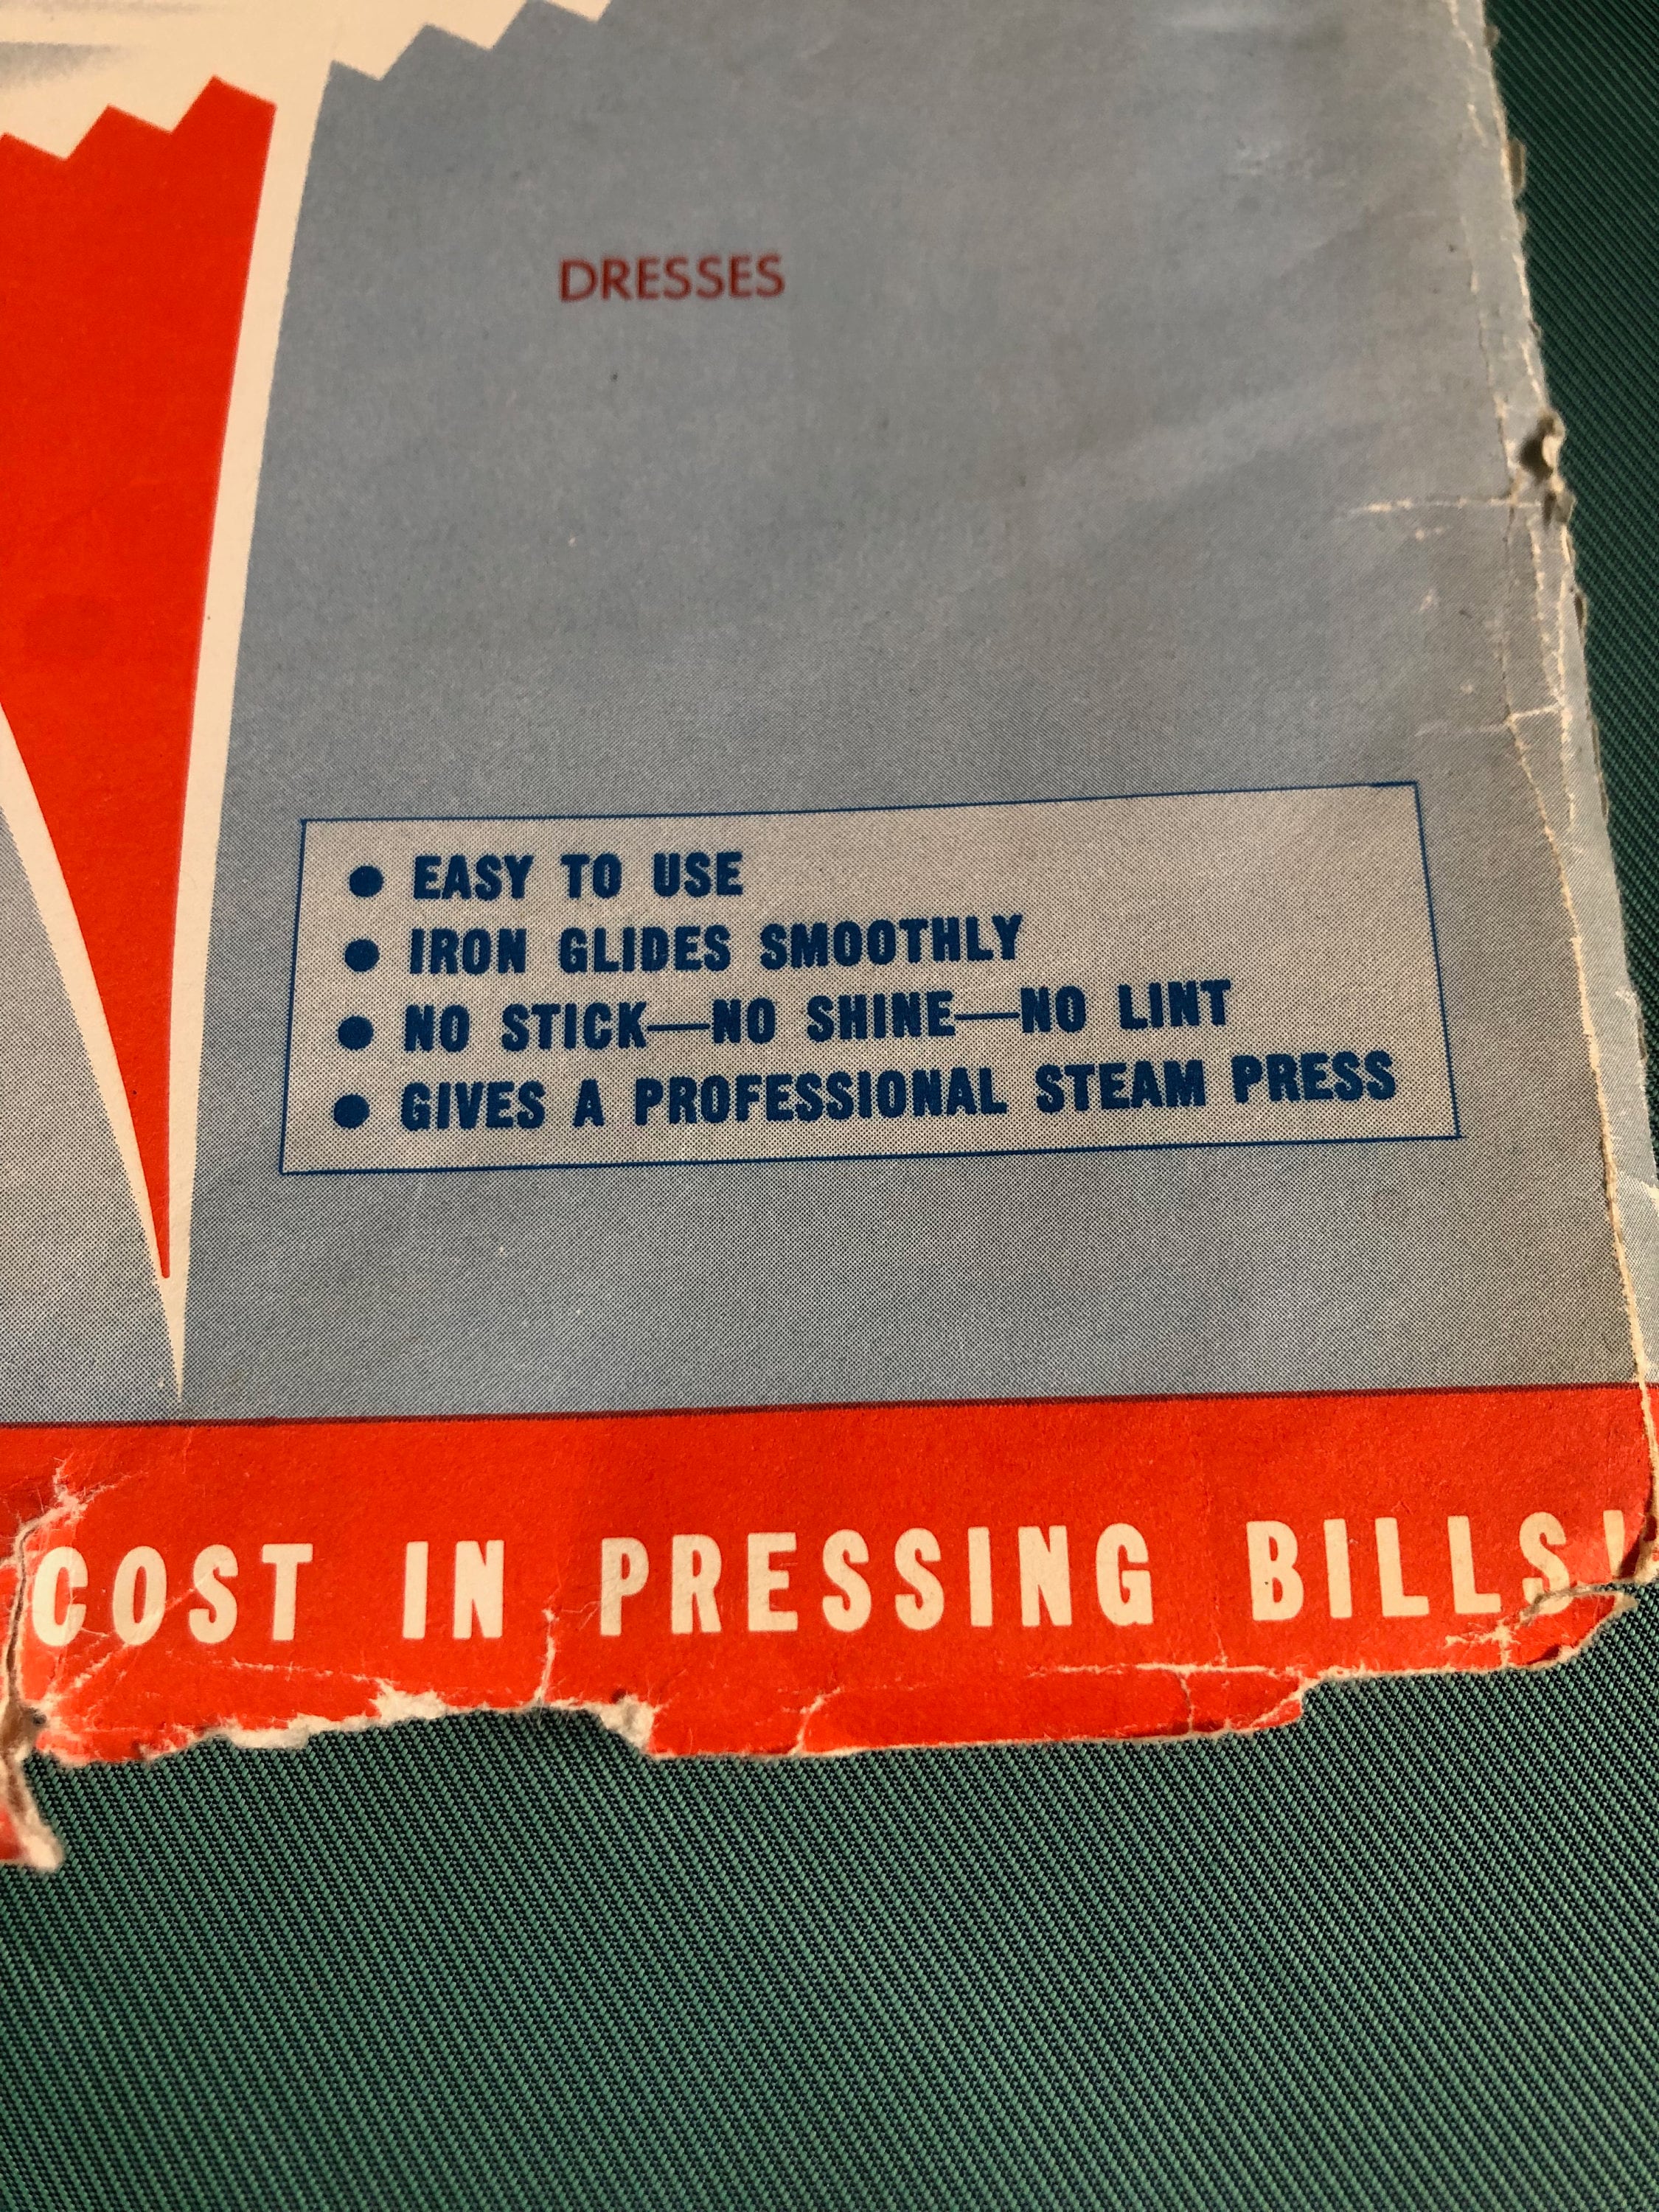 DRESSES
● EASY TO USE
● IRON GLIDES SMOOTHLY
● NO STICK—NO SHINE—NO LINT
● GIVES A PROFESSIONAL STEAM PRESS
COST IN PRESSING BILLS!